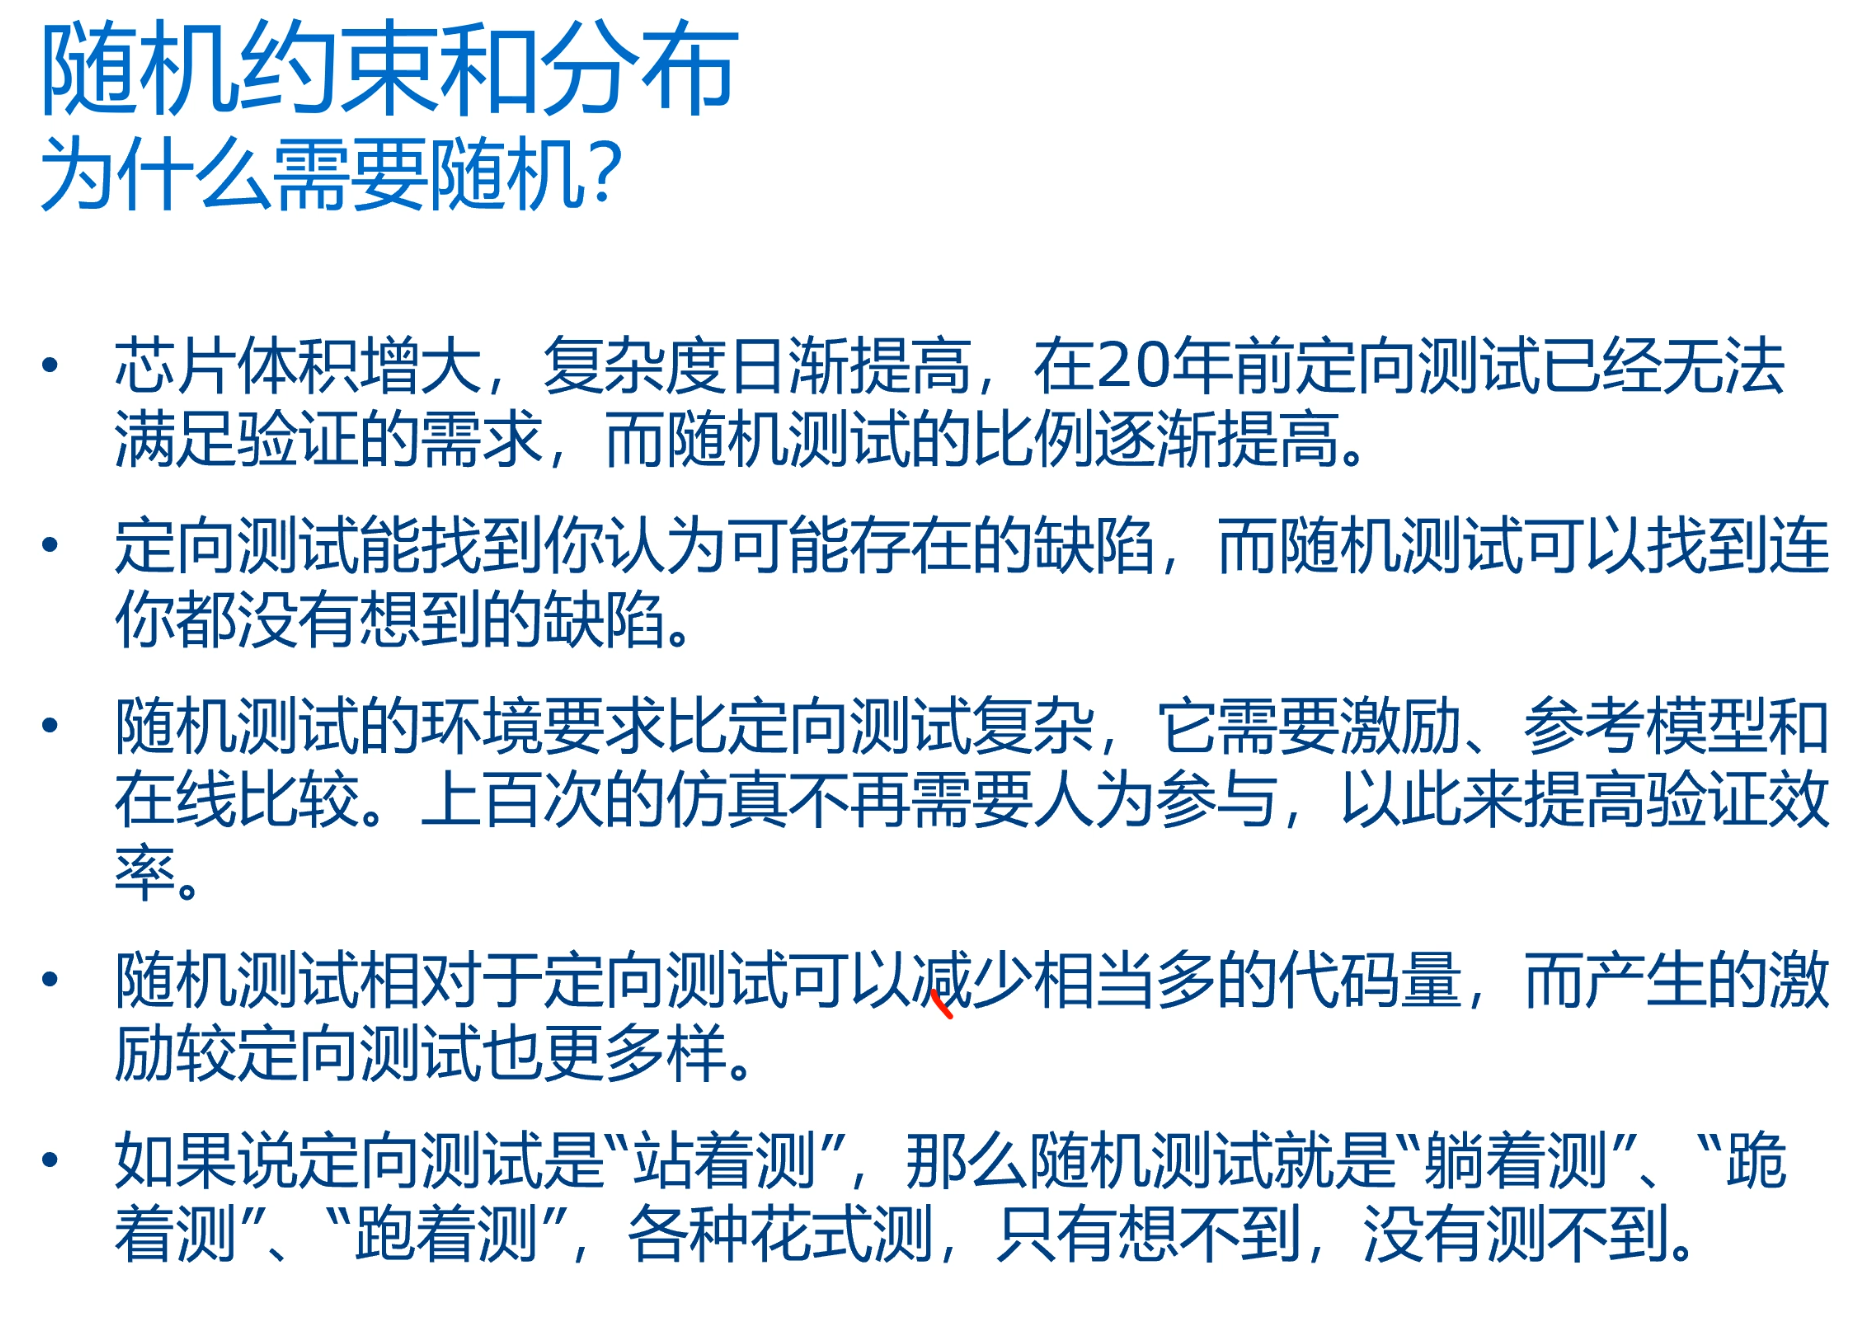 随机约束和分布
为什么需要随机？
• 芯片体积增大，复杂度日渐提高，在20年前定向测试已经无法
满足验证的需求，而随机测试的比例逐渐提高。
• 定向测试能找到你认为可能存在的缺陷，而随机测试可以找到连
你都没有想到的缺陷。
• 随机测试的环境要求比定向测试复杂，它需要激励、参考模型和
在线比较。上百次的仿真不再需要人为参与，以此来提高验证效
率。
• 随机测试相对于定向测试可以减少相当多的代码量，而产生的激
励较定向测试也更多样。
• 如果说定向测试是“站着测”，那么随机测试就是“躺着测”、“跪
着测”、“跑着测”，各种花式测，只有想不到，没有测不到。